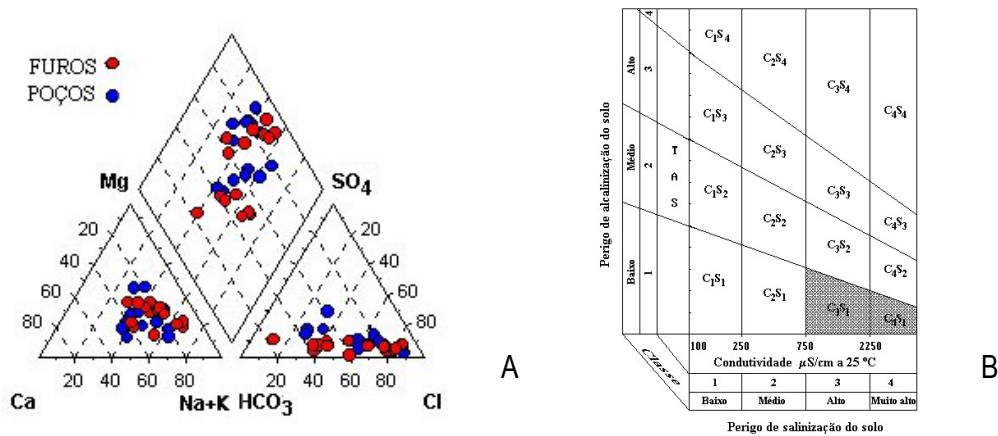 FUROS
POÇOS
Mg
SO4
20
40
60
80
20
40
60
80
20 40 60 80
20 40 60 80
Ca
Na+K
HCO3
Cl
A
Perigo de alcalinização do solo
Alto
Médio
Baixo
4
3
2
1
T
A
S
C1S4
C2S4
C3S4
C4S4
C1S3
C2S3
C3S3
C4S3
C1S2
C2S2
C3S2
C4S2
C1S1
C2S1
C3S1
C4S1
100 250 750 2250
Condutividade µS/cm a 25 ºC
Classe
1 2 3 4
Baixo Médio Alto Muito alto
Perigo de salinização do solo
B